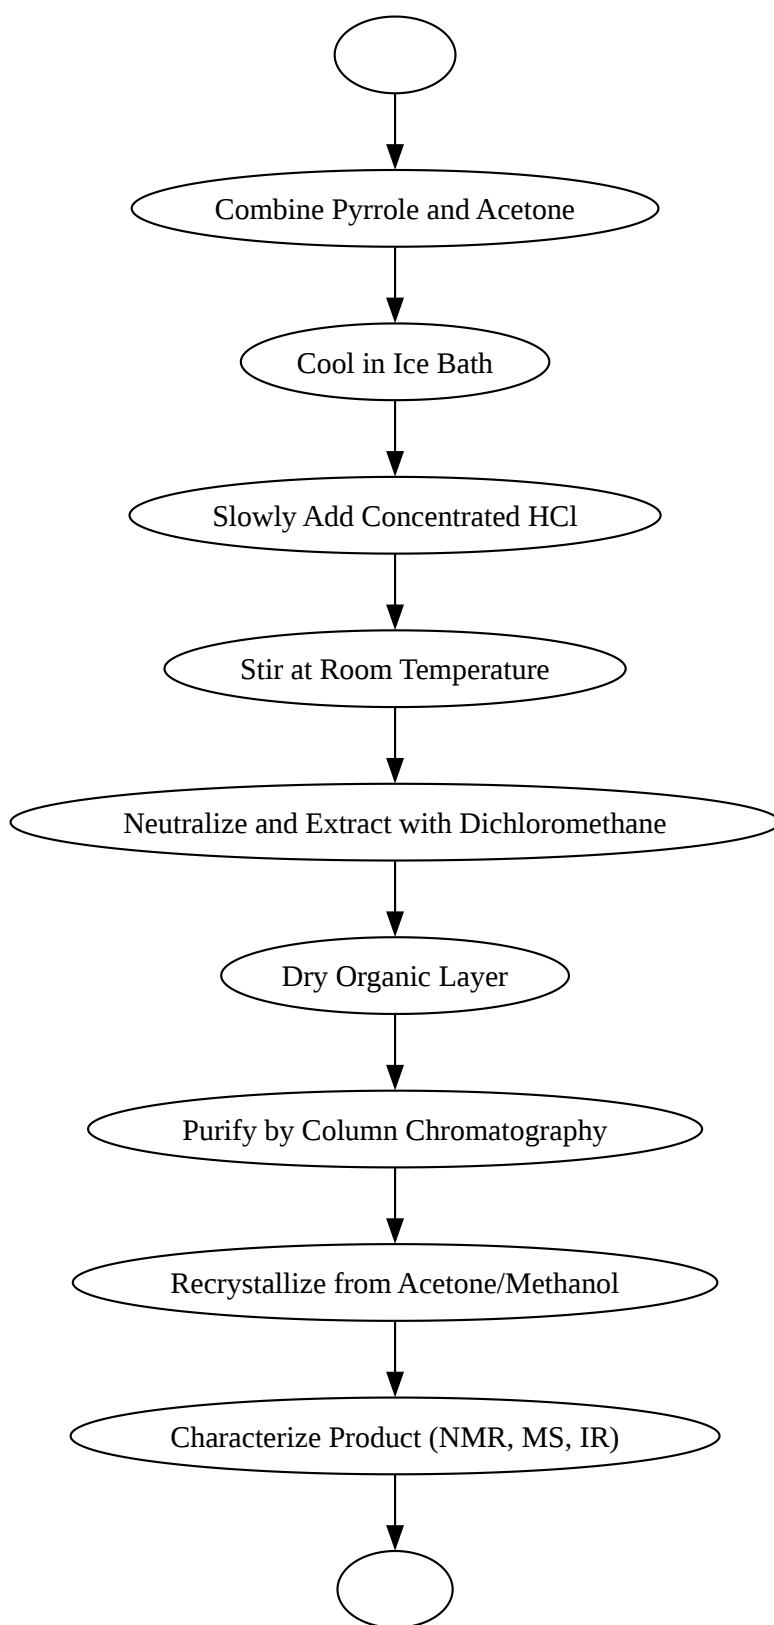 Combine Pyrrole and Acetone
Cool in Ice Bath
Slowly Add Concentrated HCl
Stir at Room Temperature
Neutralize and Extract with Dichloromethane
Dry Organic Layer
Purify by Column Chromatography
Recrystallize from Acetone/Methanol
Characterize Product (NMR, MS, IR)